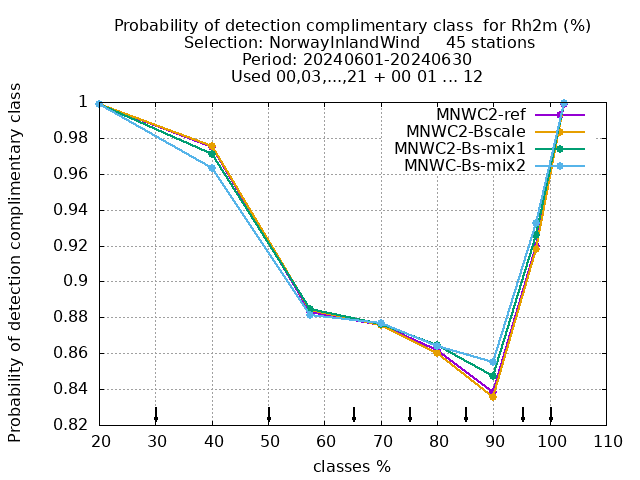 Probability of detection complimentary class  for Rh2m (%)
Selection: NorwayInlandWind     45 stations
Period: 20240601-20240630
Used 00,03,...,21 + 00 01 ... 12
Probability of detection complimentary class
1
0.98
0.96
0.94
0.92
0.9
0.88
0.86
0.84
0.82
MNWC2-ref
MNWC2-Bscale
MNWC2-Bs-mix1
MNWC-Bs-mix2
20 30 40 50 60 70 80 90 100 110
classes %